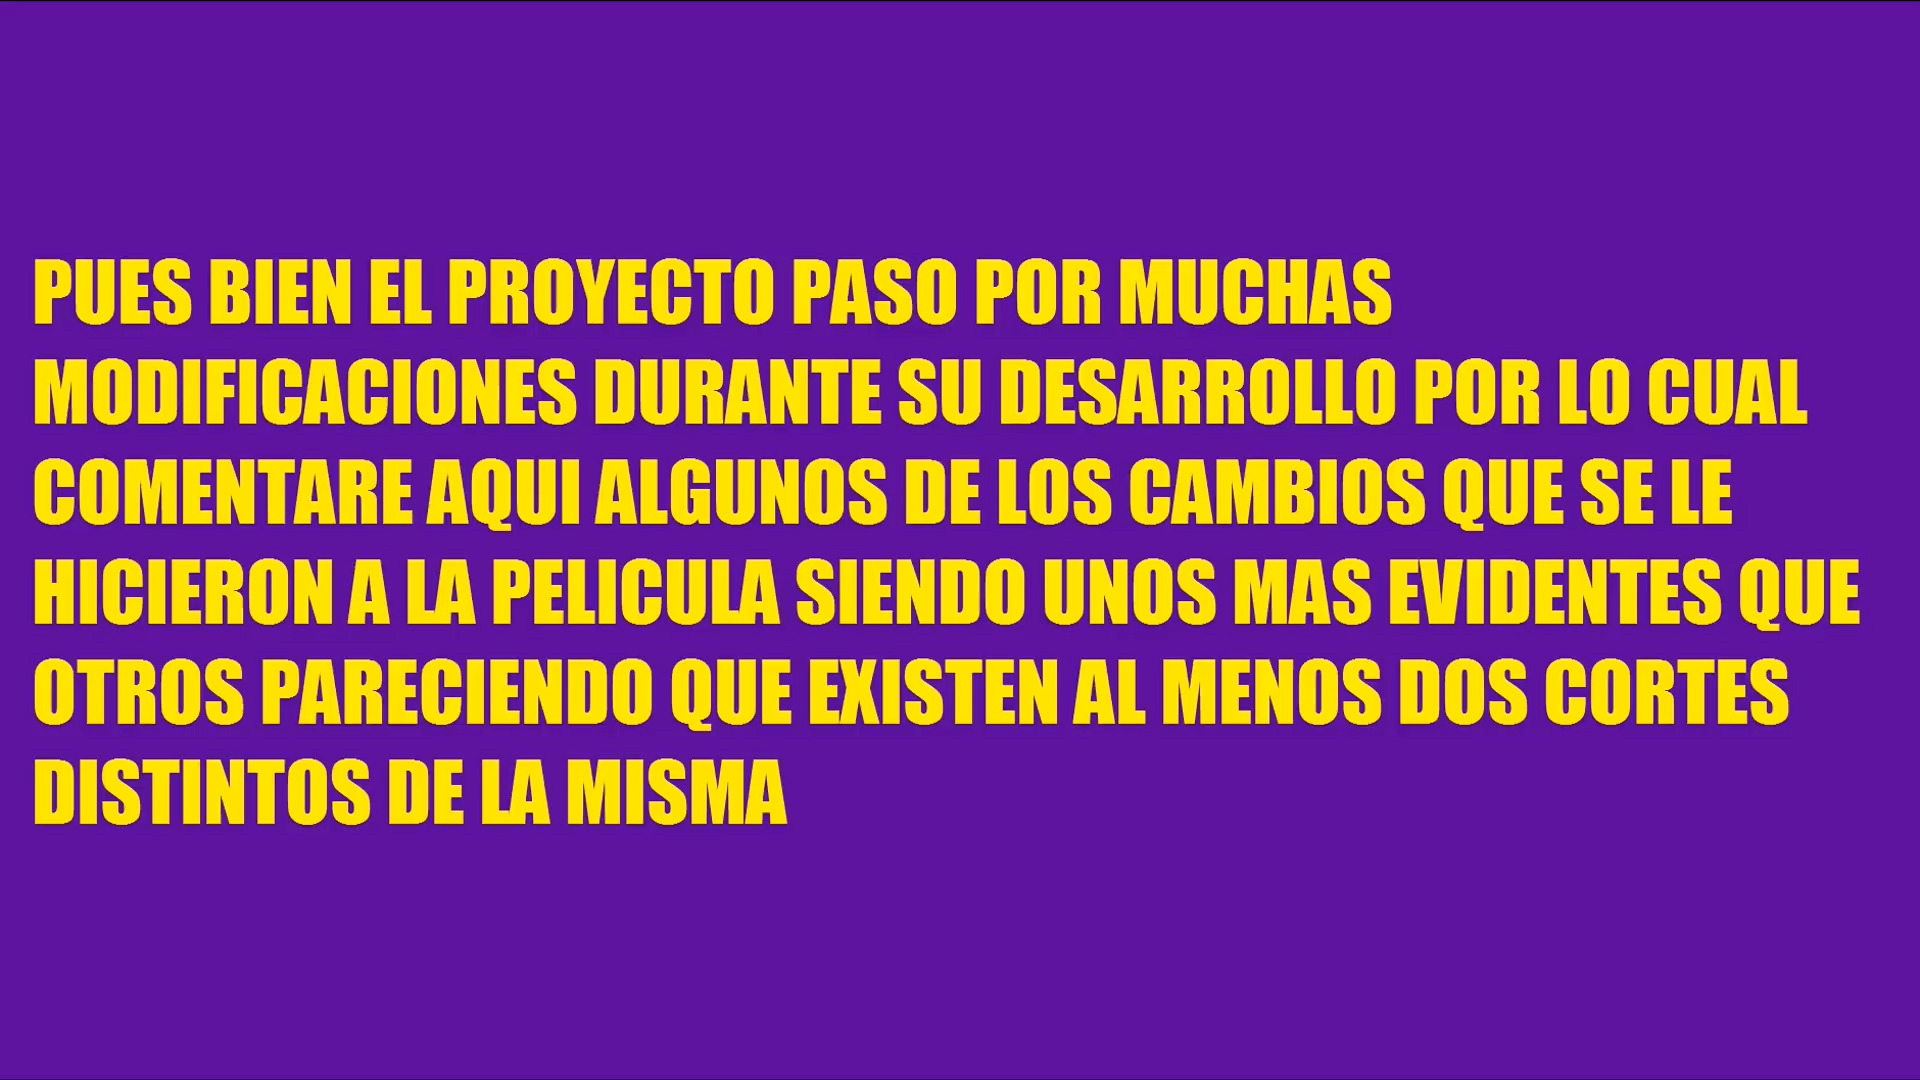 PUES BIEN EL PROYECTO PASO POR MUCHAS
MODIFICACIONES DURANTE SU DESARROLLO POR LO CUAL
COMENTARE AQUI ALGUNOS DE LOS CAMBIOS QUE SE LE
HICIERON A LA PELICULA SIENDO UNOS MAS EVIDENTES QUE
OTROS PARECIENDO QUE EXISTEN AL MENOS DOS CORTES
DISTINTOS DE LA MISMA